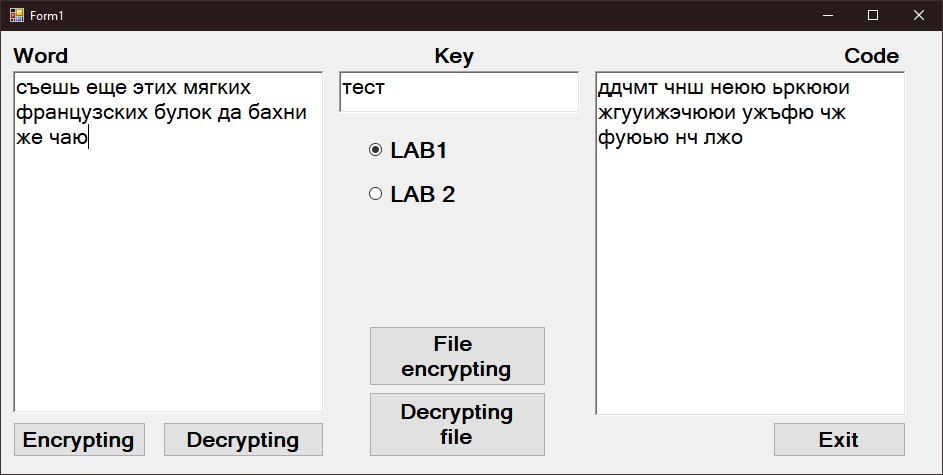 Form1
Word
Key
Code
съешь еще этих мягких
французских булок да бахни
же чаю
тест
ддчмт чнш неюю ьркююи
жгууижэчююи ужъфю чж
фуюью нч лжо
LAB1
LAB 2
File
encrypting
Decrypting
file
Encrypting
Decrypting
Exit